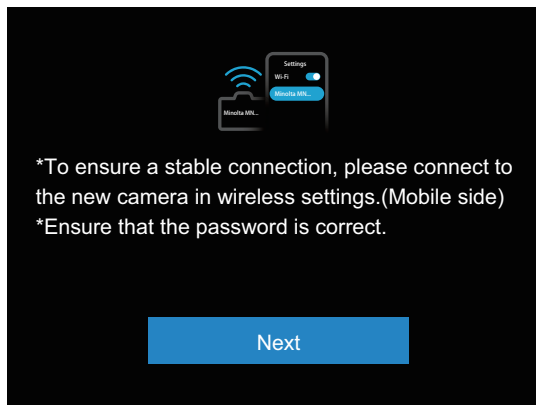 Settings
Wi-Fi
Minolta MN...
Minolta MN...
*To ensure a stable connection, please connect to
the new camera in wireless settings.(Mobile side)
*Ensure that the password is correct.
Next